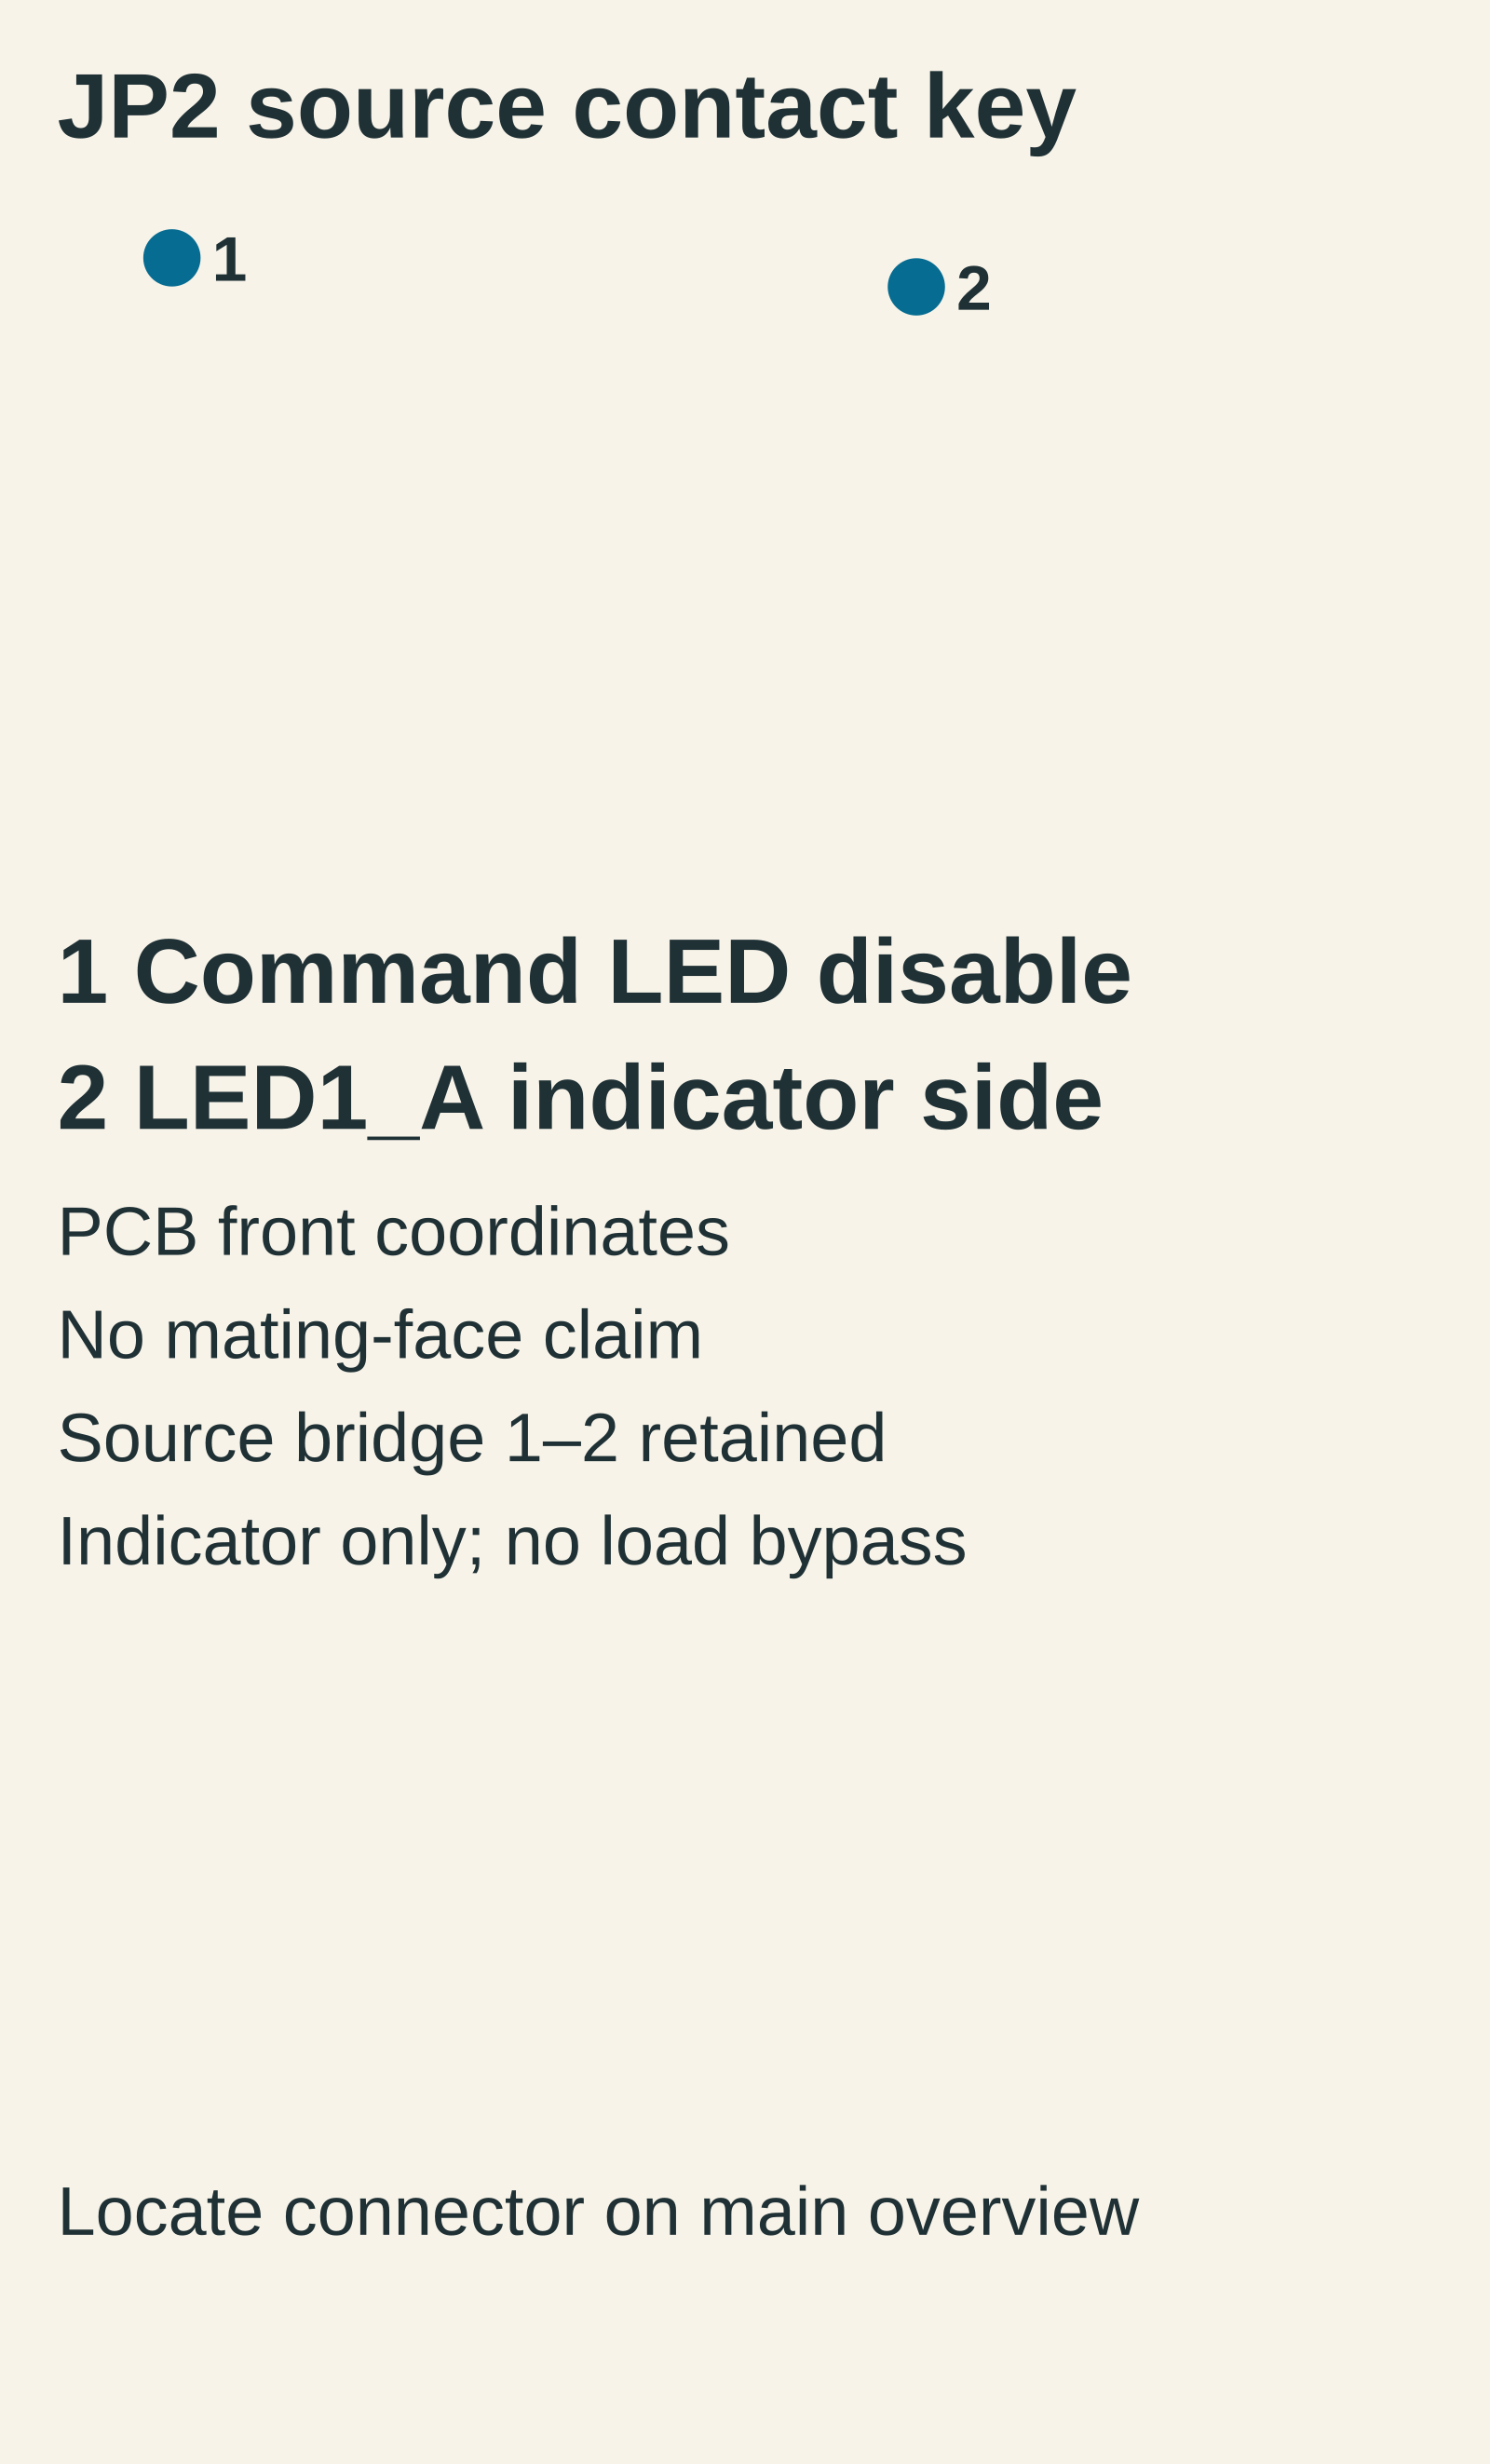 JP2 source contact key
1
2
1 Command LED disable
2 LED1_A indicator side
PCB front coordinates
No mating-face claim
Source bridge 1–2 retained
Indicator only; no load bypass
Locate connector on main overview